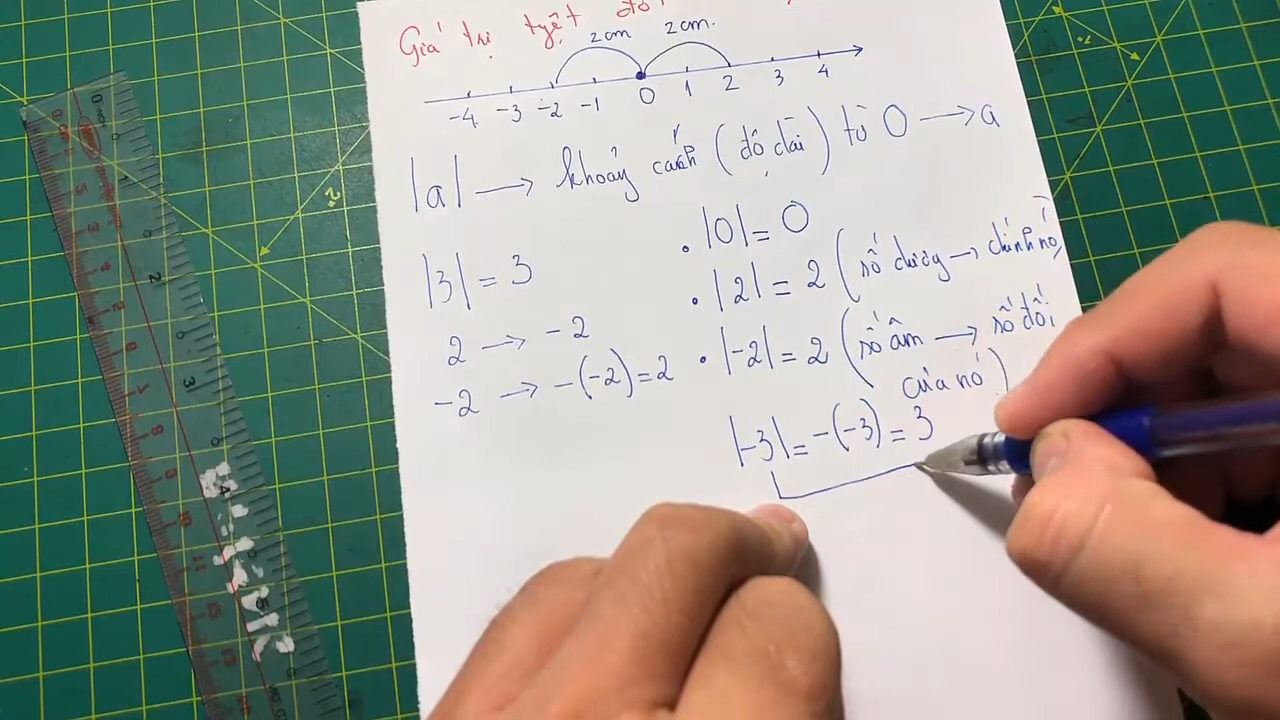 Giá trị tuyệt đối
2cm 2cm.
-4 -3 -2 -1 0 1 2 3 4
|a| → khoảng cách (độ dài) từ 0 → a
. |0| = 0
|3| = 3
. |2| = 2 (số dương → chính nó)
2 → -2
. |-2| = 2 (số âm → số đối của nó)
-2 → -(-2) = 2
|-3| = -(-3) = 3